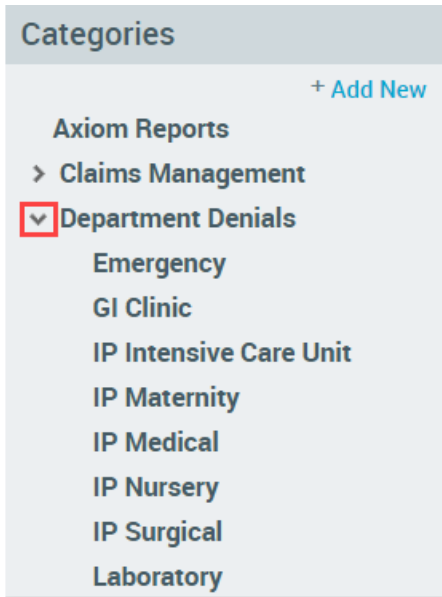 Categories
+ Add New
Axiom Reports
Claims Management
Department Denials
Emergency
GI Clinic
IP Intensive Care Unit
IP Maternity
IP Medical
IP Nursery
IP Surgical
Laboratory